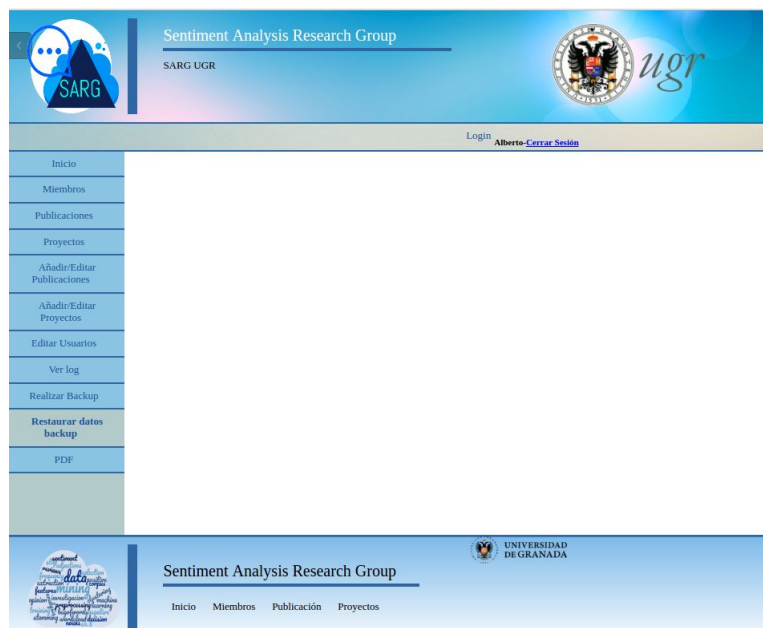 SARG
Sentiment Analysis Research Group
SARG UGR
ugr
Login
Alberto-Cerrar Sesión
Inicio
Miembros
Publicaciones
Proyectos
Añadir/Editar
Publicaciones
Añadir/Editar
Proyectos
Editar Usuarios
Ver log
Realizar Backup
Restaurar datos
backup
PDF
UNIVERSIDAD
DE GRANADA
sentiment
data
mining
Sentiment Analysis Research Group
Inicio Miembros Publicación Proyectos